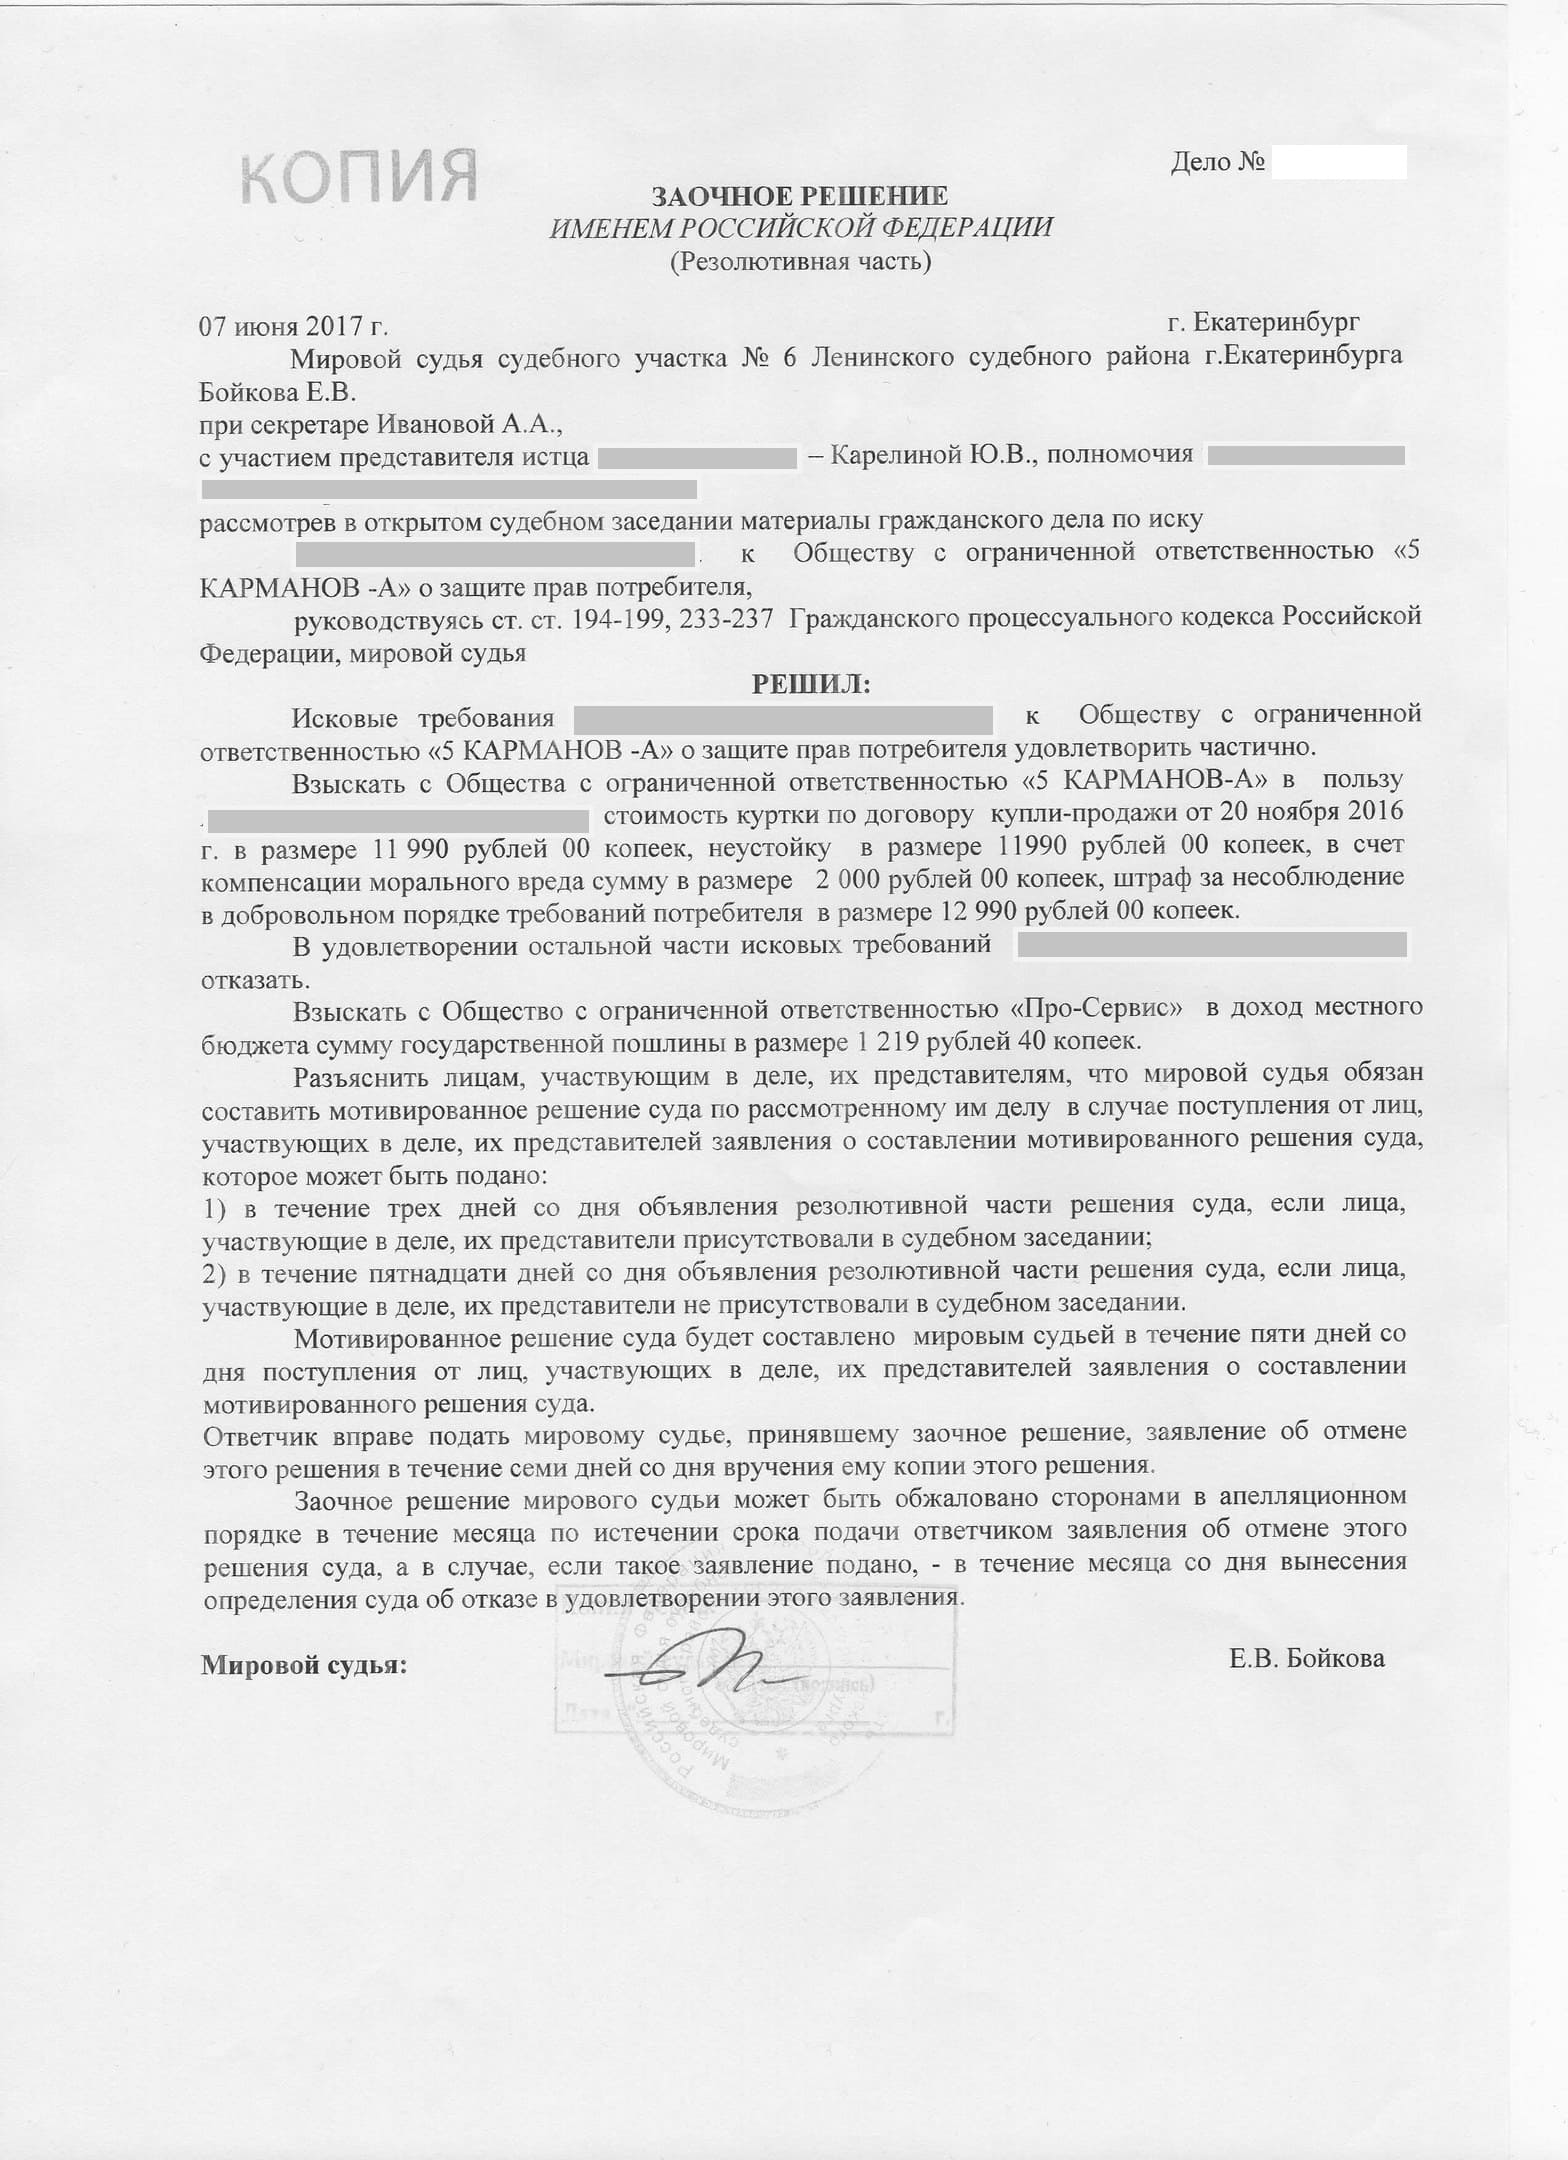 КОПИЯ
Дело №
ЗАОЧНОЕ РЕШЕНИЕ
ИМЕНЕМ РОССИЙСКОЙ ФЕДЕРАЦИИ
(Резолютивная часть)
07 июня 2017 г. г. Екатеринбург
Мировой судья судебного участка № 6 Ленинского судебного района г.Екатеринбурга
Бойкова Е.В.
при секретаре Ивановой А.А.,
с участием представителя истца – Карелиной Ю.В., полномочия
рассмотрев в открытом судебном заседании материалы гражданского дела по иску
к Обществу с ограниченной ответственностью «5
КАРМАНОВ -А» о защите прав потребителя,
руководствуясь ст. ст. 194-199, 233-237 Гражданского процессуального кодекса Российской
Федерации, мировой судья
РЕШИЛ:
Исковые требования к Обществу с ограниченной
ответственностью «5 КАРМАНОВ -А» о защите прав потребителя удовлетворить частично.
Взыскать с Общества с ограниченной ответственностью «5 КАРМАНОВ-А» в пользу
стоимость куртки по договору купли-продажи от 20 ноября 2016
г. в размере 11 990 рублей 00 копеек, неустойку в размере 11990 рублей 00 копеек, в счет
компенсации морального вреда сумму в размере 2 000 рублей 00 копеек, штраф за несоблюдение
в добровольном порядке требований потребителя в размере 12 990 рублей 00 копеек.
В удовлетворении остальной части исковых требований
отказать.
Взыскать с Общество с ограниченной ответственностью «Про-Сервис» в доход местного
бюджета сумму государственной пошлины в размере 1 219 рублей 40 копеек.
Разъяснить лицам, участвующим в деле, их представителям, что мировой судья обязан
составить мотивированное решение суда по рассмотренному им делу в случае поступления от лиц,
участвующих в деле, их представителей заявления о составлении мотивированного решения суда,
которое может быть подано:
1) в течение трех дней со дня объявления резолютивной части решения суда, если лица,
участвующие в деле, их представители присутствовали в судебном заседании;
2) в течение пятнадцати дней со дня объявления резолютивной части решения суда, если лица,
участвующие в деле, их представители не присутствовали в судебном заседании.
Мотивированное решение суда будет составлено мировым судьей в течение пяти дней со
дня поступления от лиц, участвующих в деле, их представителей заявления о составлении
мотивированного решения суда.
Ответчик вправе подать мировому судье, принявшему заочное решение, заявление об отмене
этого решения в течение семи дней со дня вручения ему копии этого решения.
Заочное решение мирового судьи может быть обжаловано сторонами в апелляционном
порядке в течение месяца по истечении срока подачи ответчиком заявления об отмене этого
решения суда, а в случае, если такое заявление подано, - в течение месяца со дня вынесения
определения суда об отказе в удовлетворении этого заявления.
Мировой судья: Е.В. Бойкова